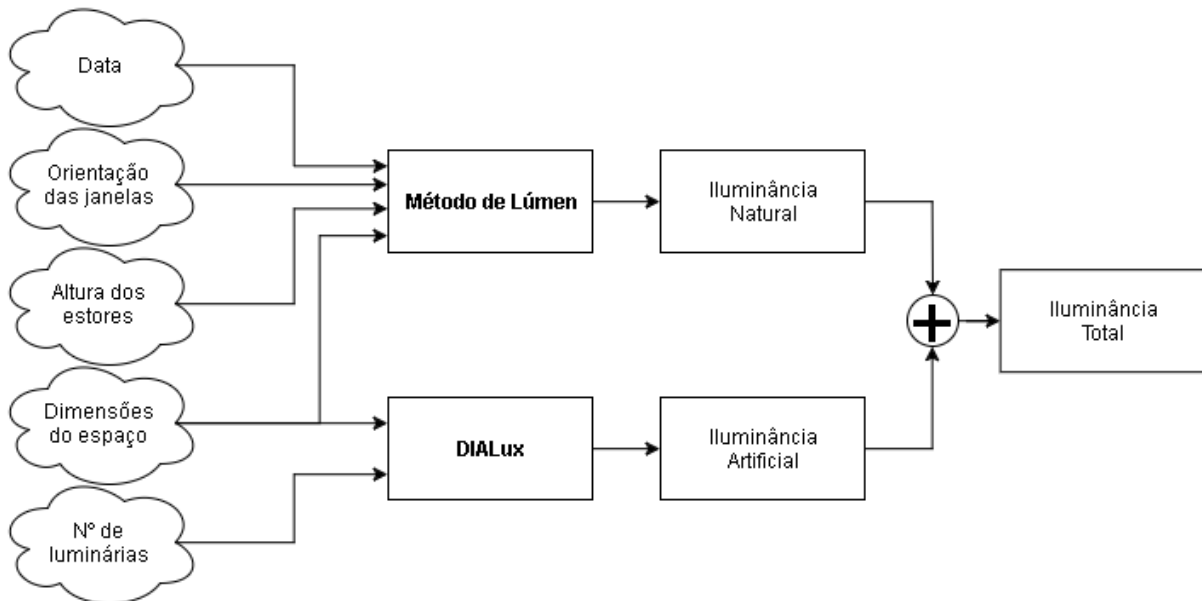 Data
Orientação
das janelas
Altura dos
estores
Dimensões
do espaço
Nº de
luminárias
Método de Lúmen
DIALux
Iluminância
Natural
Iluminância
Artificial
+
Iluminância
Total